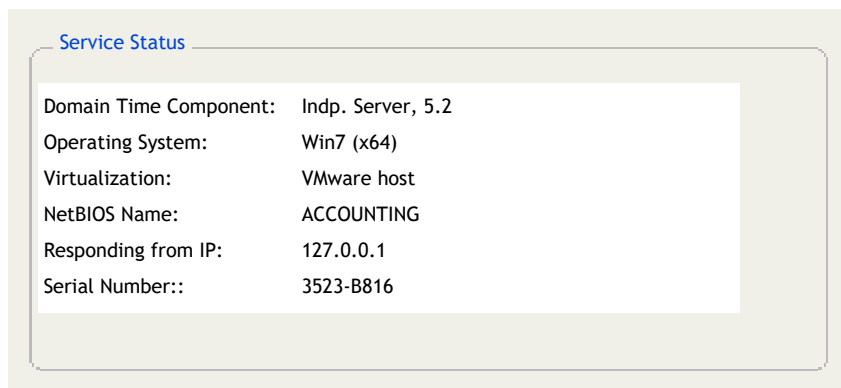 Service Status
Domain Time Component: Indp. Server, 5.2
Operating System: Win7 (x64)
Virtualization: VMware host
NetBIOS Name: ACCOUNTING
Responding from IP: 127.0.0.1
Serial Number:: 3523-B816